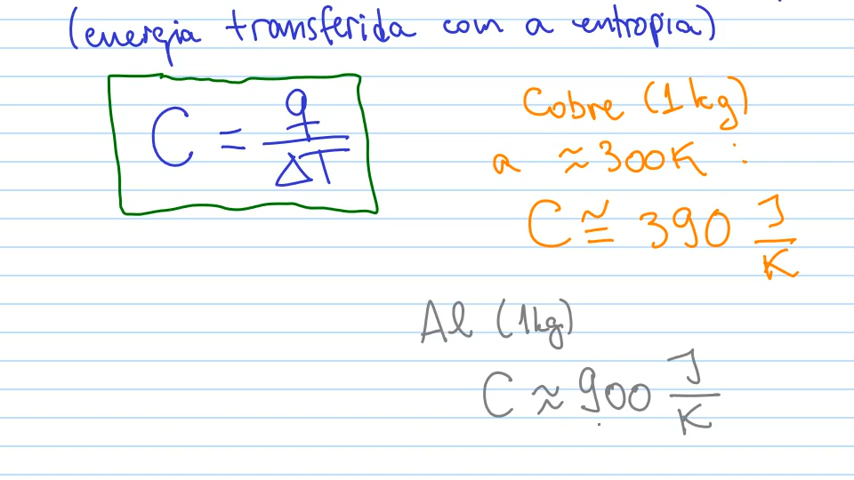 (energia transferida com a entropia)
C = q/ΔT
Cobre (1kg)
a ≈ 300K :
C ≅ 390 J/K
Al (1kg)
C ≈ 900 J/K